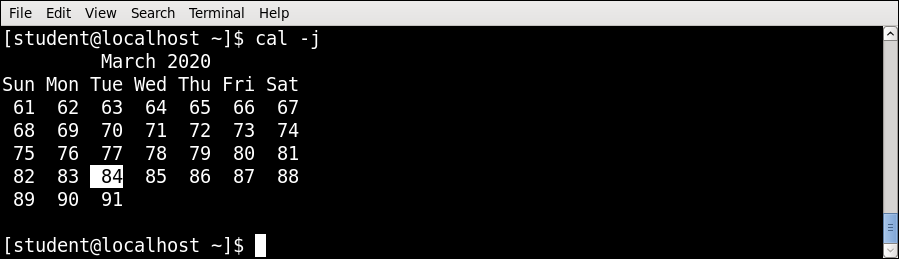 File Edit View Search Terminal Help
[student@localhost ~]$ cal -j
March 2020
Sun Mon Tue Wed Thu Fri Sat
61 62 63 64 65 66 67
68 69 70 71 72 73 74
75 76 77 78 79 80 81
82 83 84 85 86 87 88
89 90 91
[student@localhost ~]$